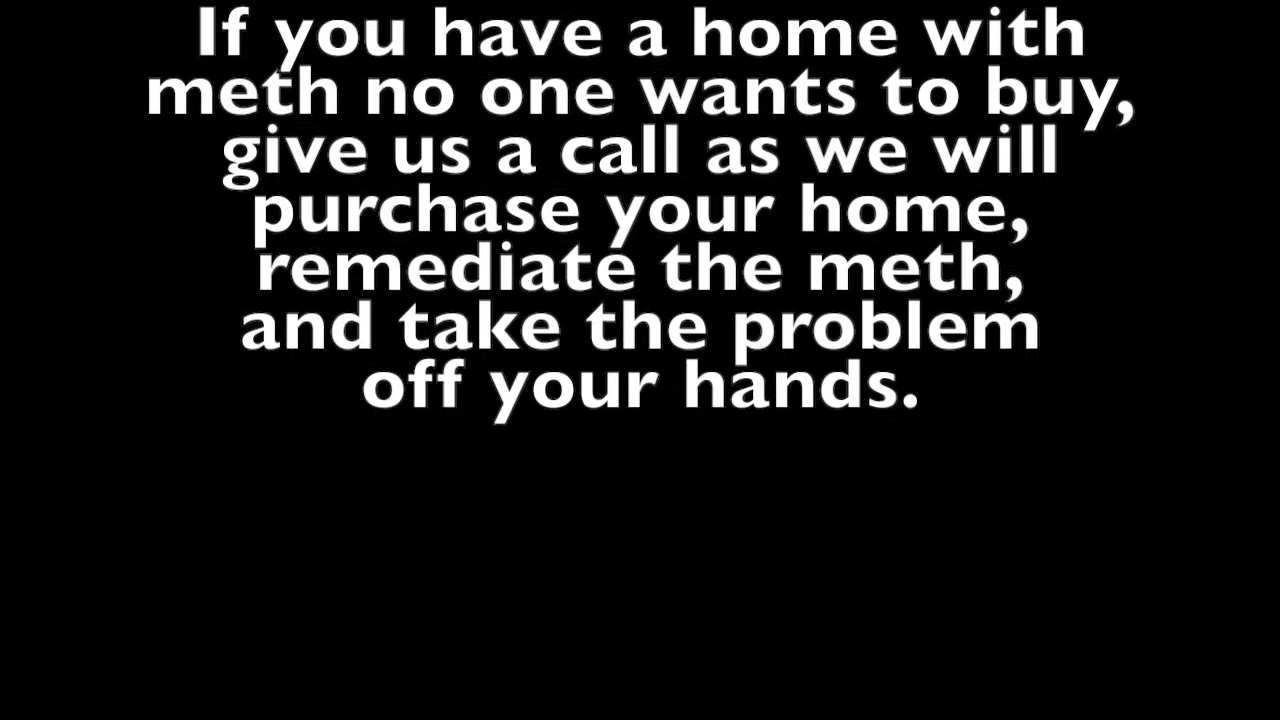 If you have a home with
meth no one wants to buy,
give us a call as we will
purchase your home,
remediate the meth,
and take the problem
off your hands.